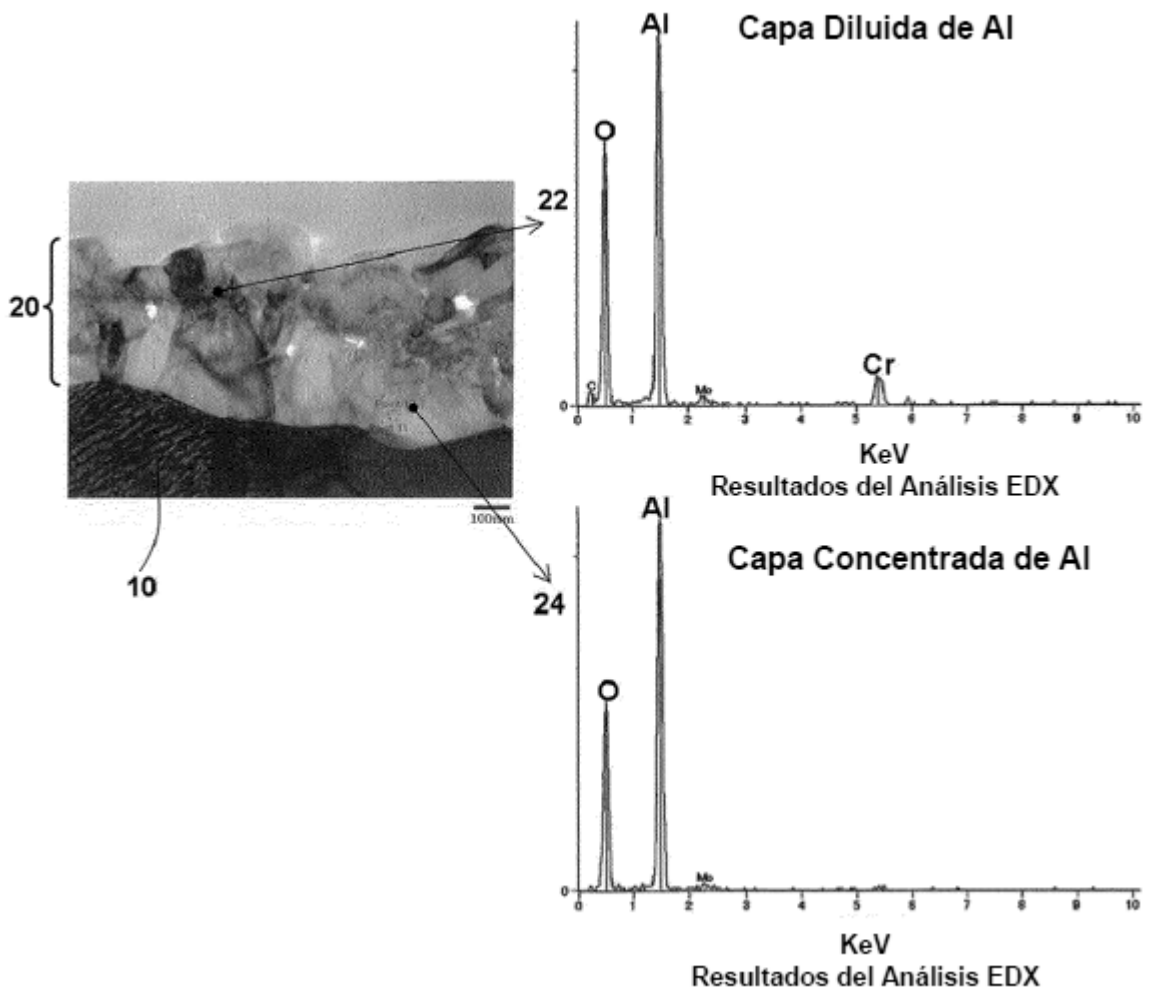 Capa Diluida de Al
Al
O
C
Mo
Cr
22
0
0 1 2 3 4 5 6 7 8 9 10
KeV
Resultados del Análisis EDX
20
100nm
10
Capa Concentrada de Al
Al
O
Mo
24
0
0 1 2 3 4 5 6 7 8 9 10
KeV
Resultados del Análisis EDX